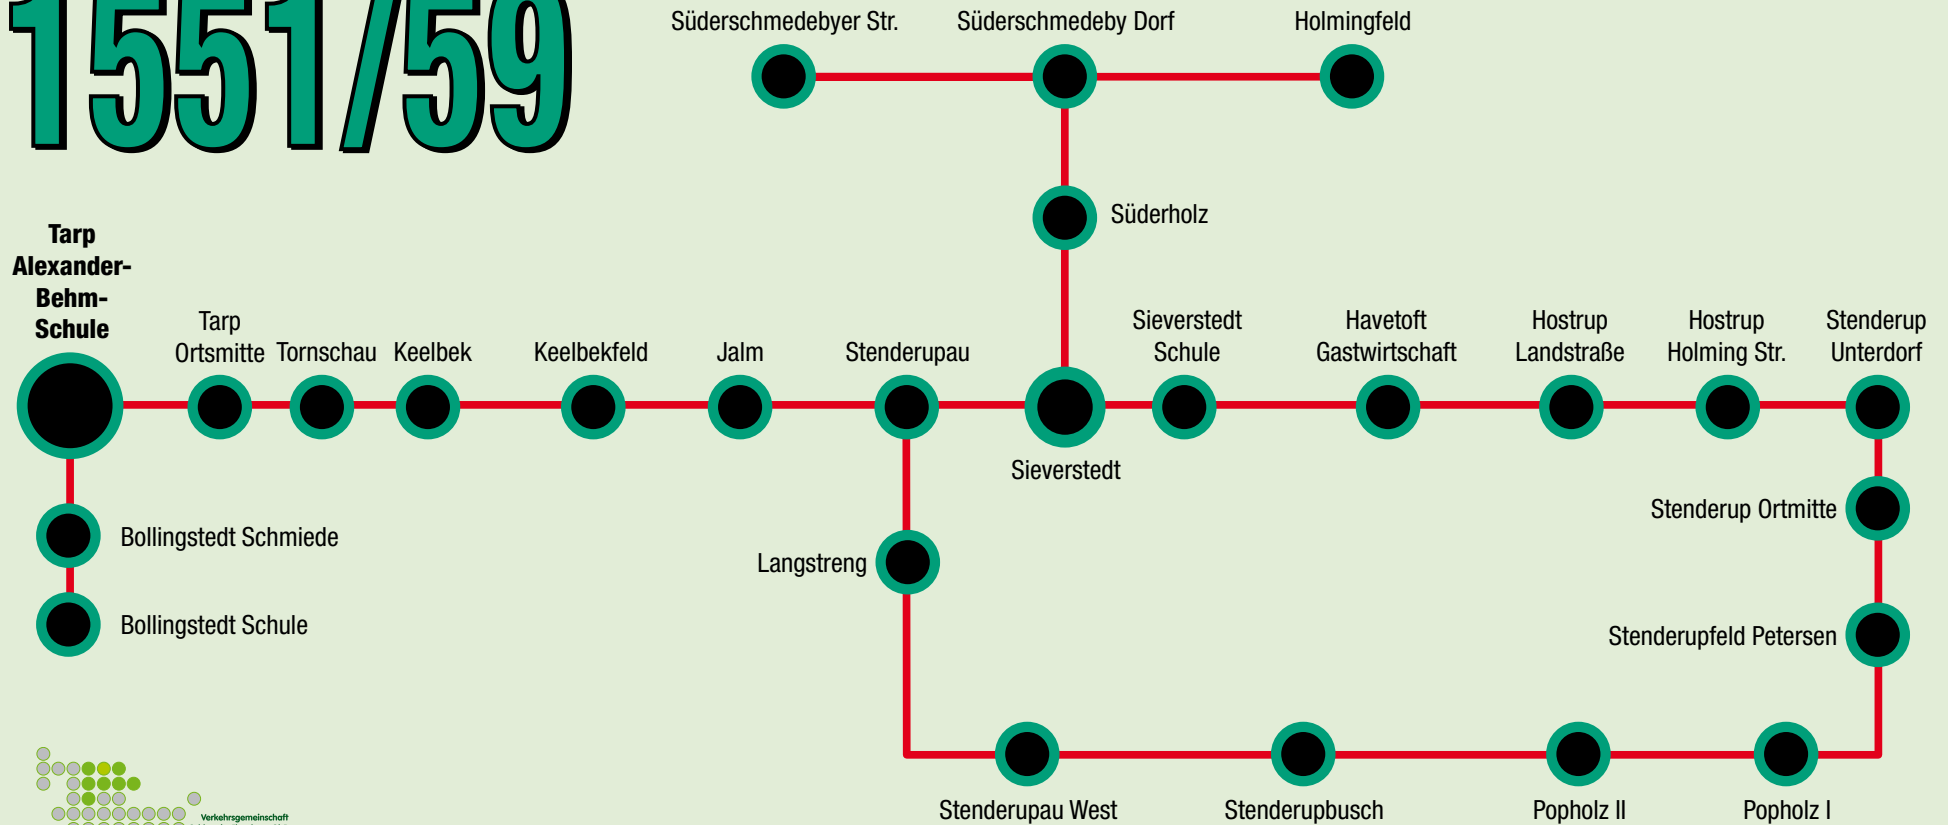 1551/59
Süderschmedebyer Str.
Süderschmedeby Dorf
Holmingfeld
Süderholz
Tarp
Alexander-
Behm-
Schule
Tarp
Ortsmitte
Tornschau
Keelbek
Keelbekfeld
Jalm
Stenderupau
Sieverstedt
Sieverstedt
Schule
Havetoft
Gastwirtschaft
Hostrup
Landstraße
Hostrup
Holming Str.
Stenderup
Unterdorf
Bollingstedt Schmiede
Bollingstedt Schule
Langstreng
Stenderup Ortmitte
Stenderupfeld Petersen
Stenderupau West
Stenderupbusch
Popholz II
Popholz I
Verkehrsgemeinschaft